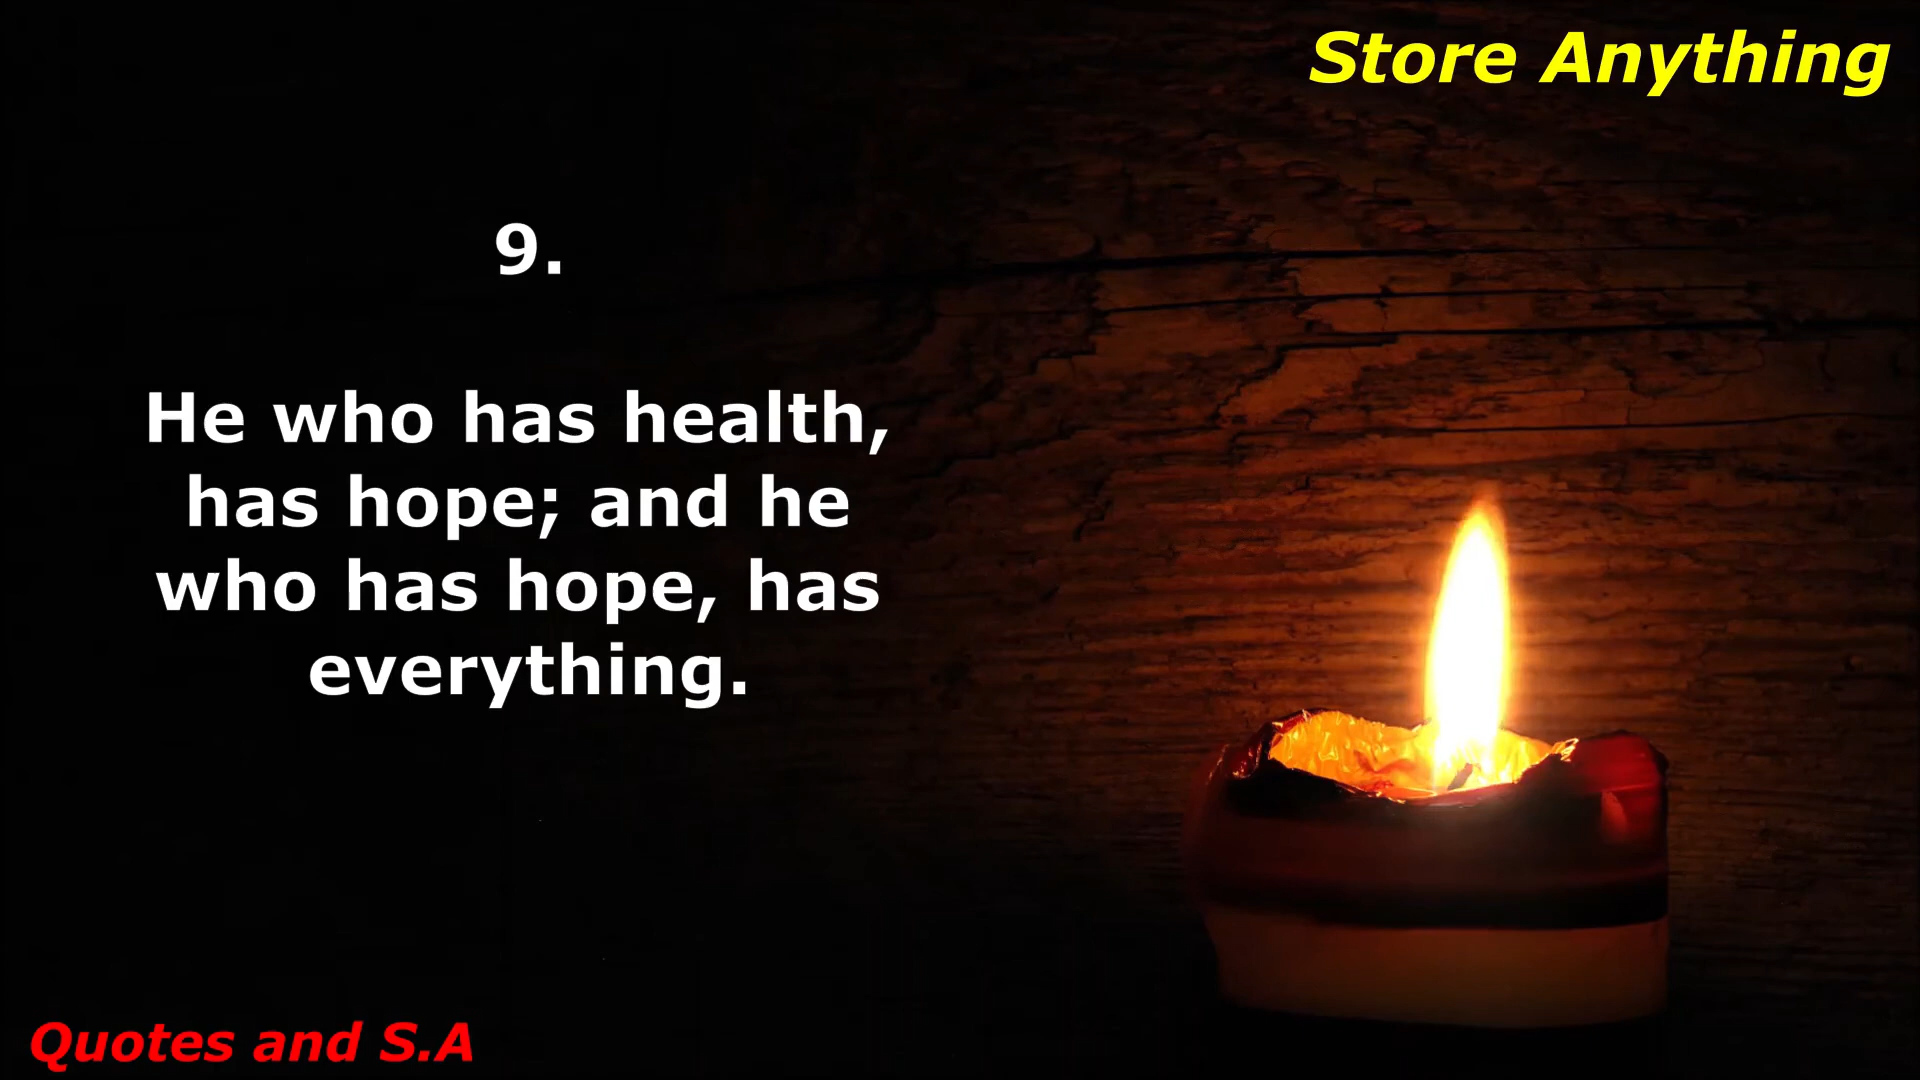 Store Anything
9.
He who has health,
has hope; and he
who has hope, has
everything.
Quotes and S.A